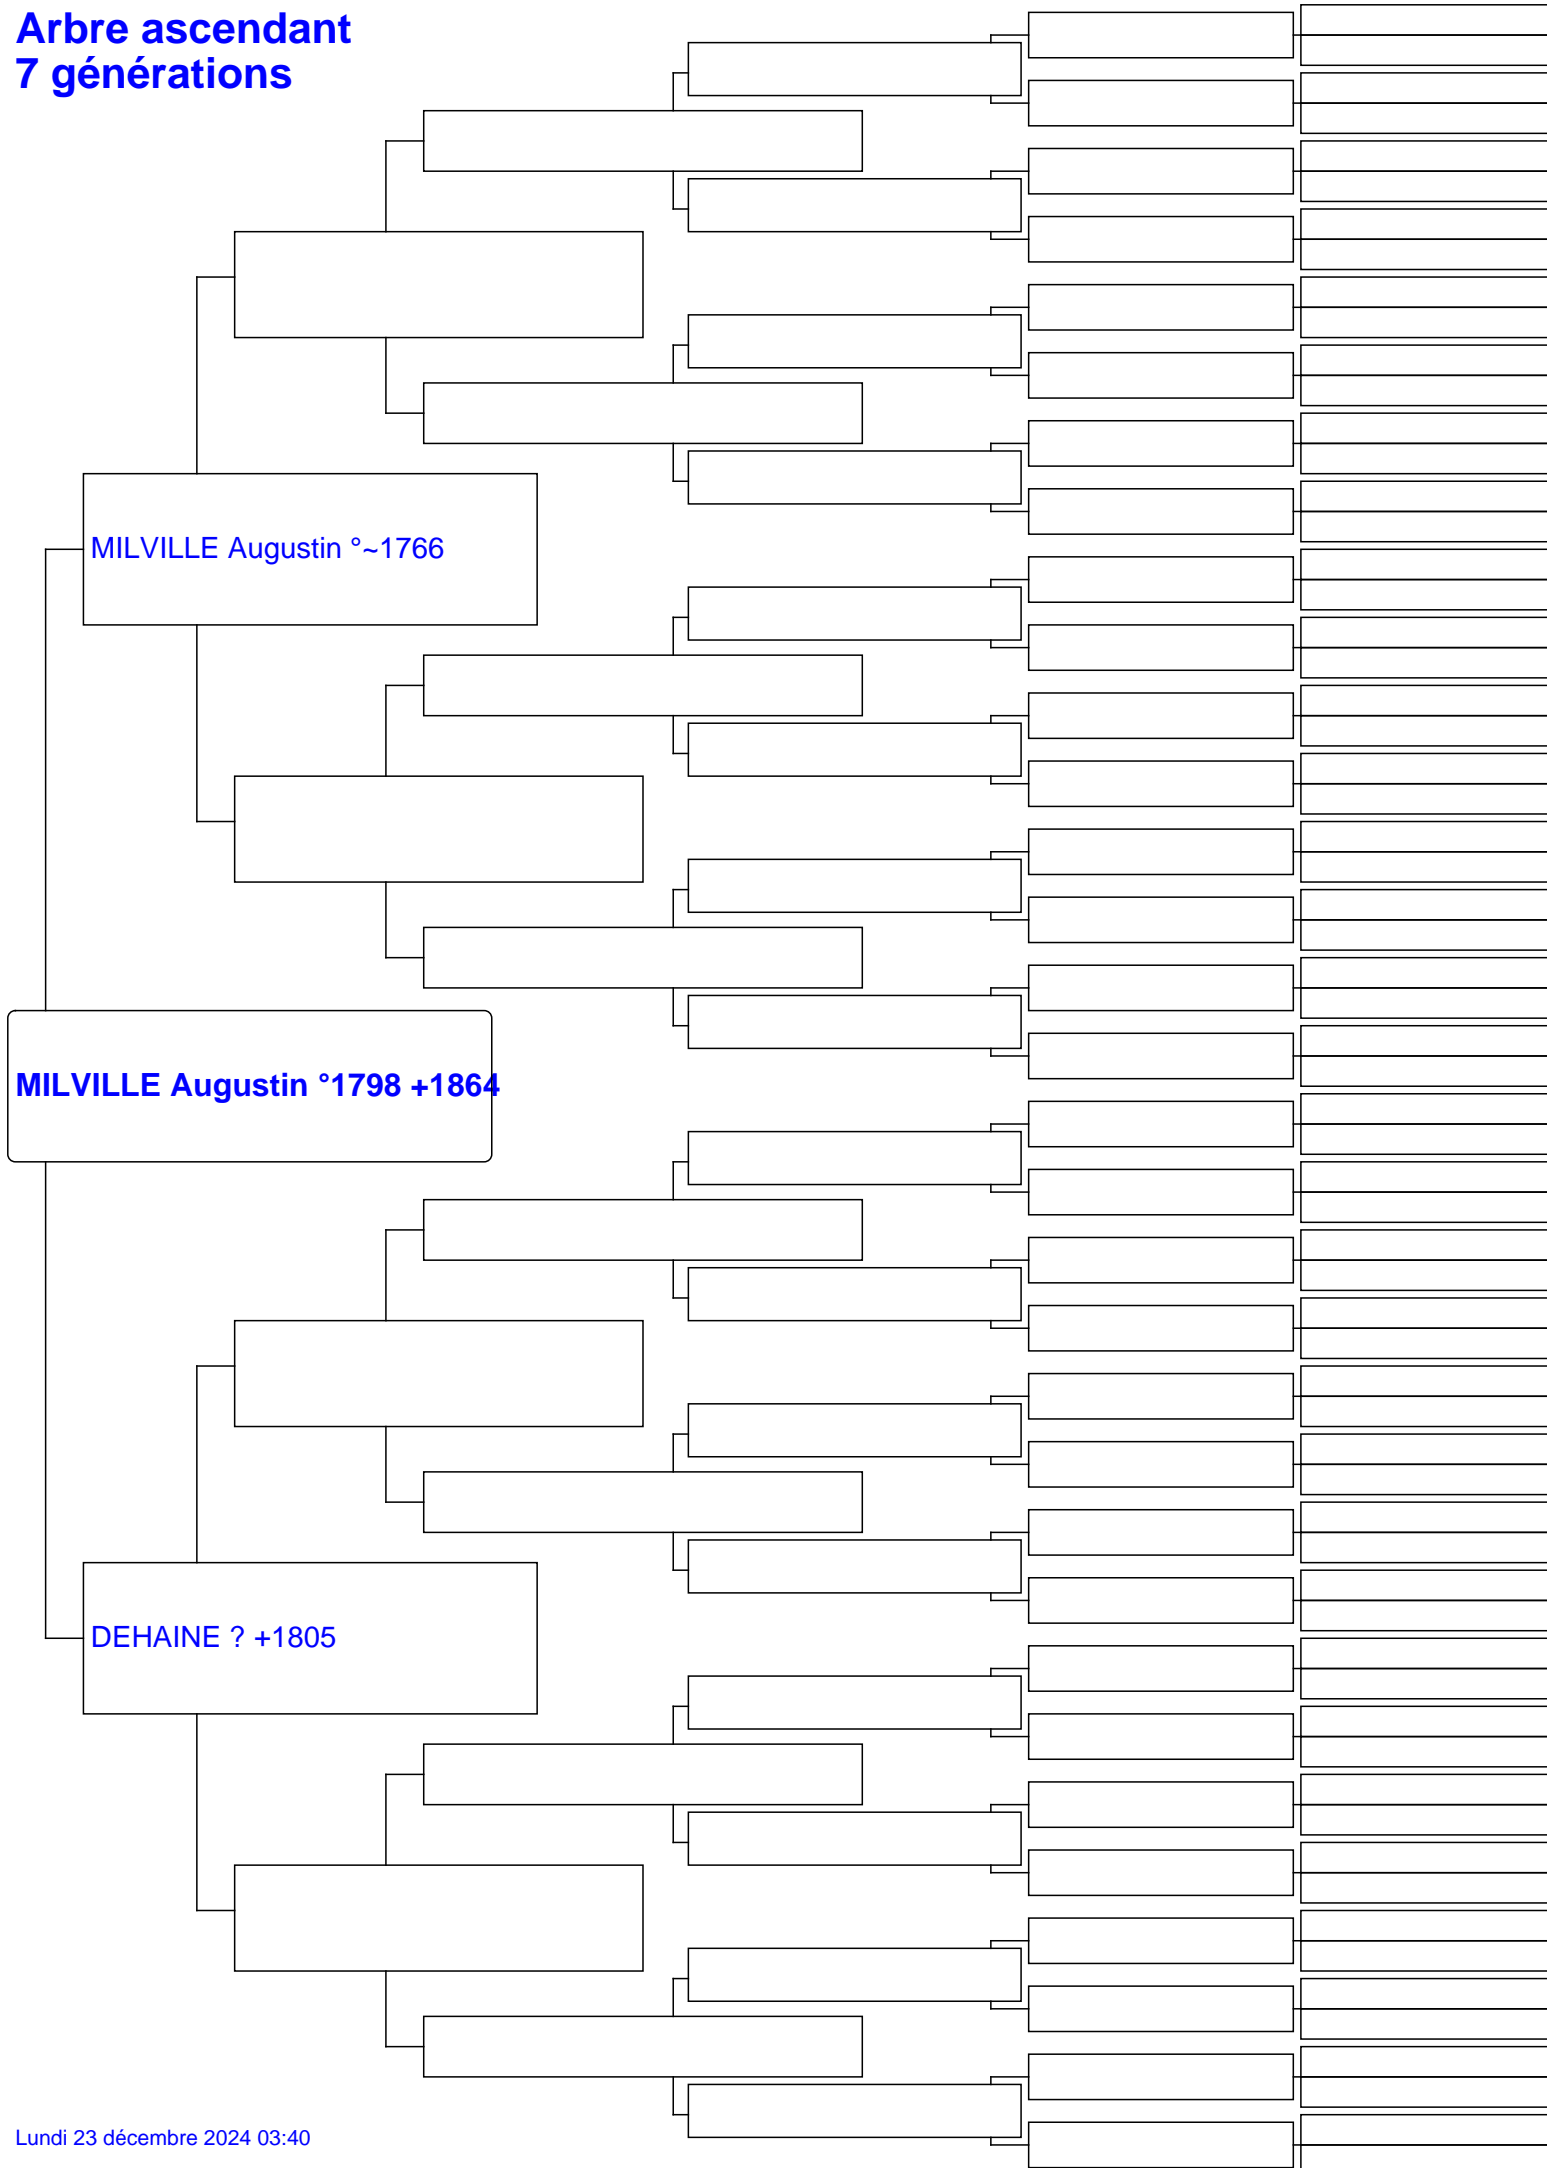 Arbre ascendant
7 générations
MILVILLE Augustin °~1766
MILVILLE Augustin °1798 +1864
DEHAINE ? +1805
Lundi 23 décembre 2024 03:40